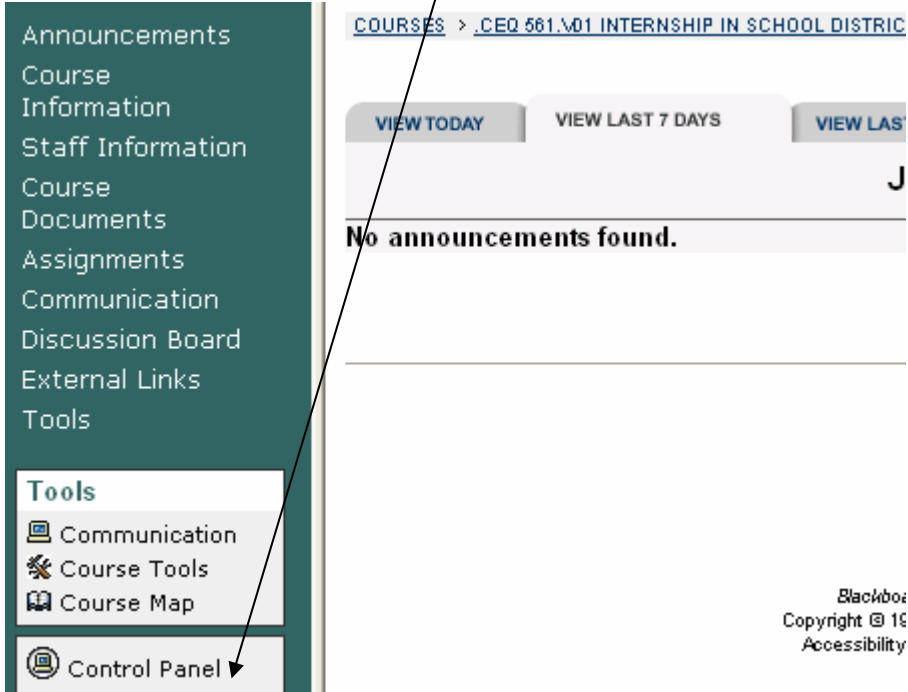 Announcements
Course
Information
Staff Information
Course
Documents
Assignments
Communication
Discussion Board
External Links
Tools
Tools
Communication
Course Tools
Course Map
Control Panel
COURSES > .CEQ 561.V01 INTERNSHIP IN SCHOOL DISTRIC
VIEW TODAY
VIEW LAST 7 DAYS
VIEW LAS
J
No announcements found.
Blackboa
Copyright © 19
Accessibility